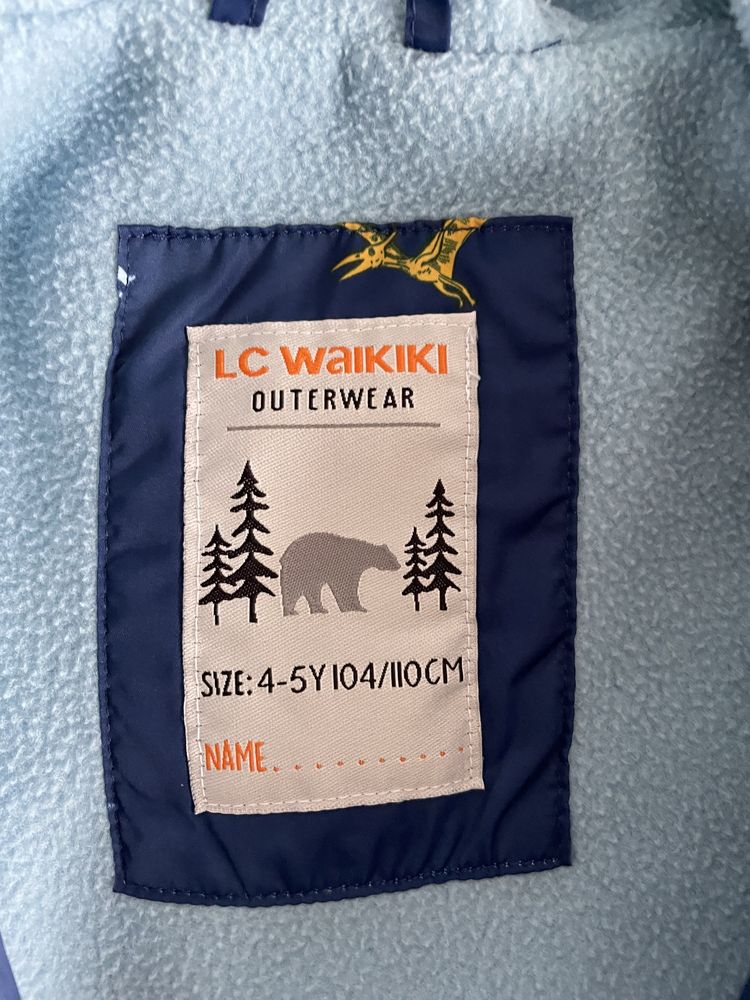 LC WaIKIKI
OUTERWEAR
SIZE: 4-5Y 104/110CM
NAME...........